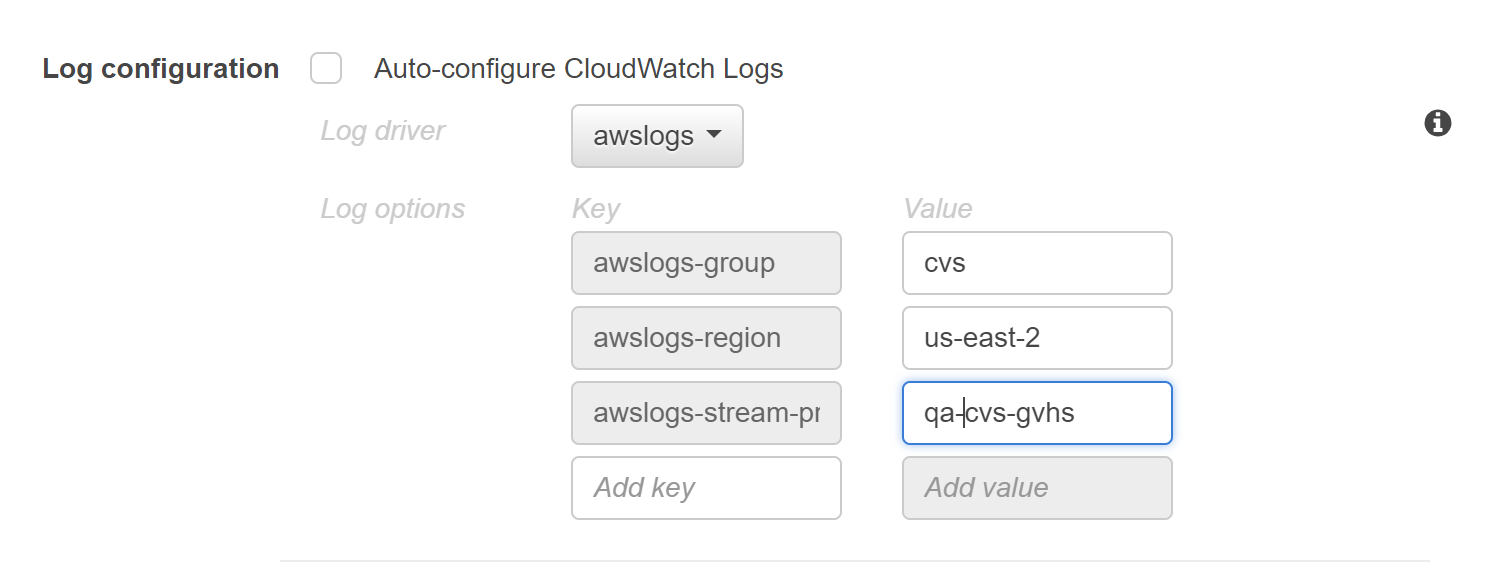 Log configuration Auto-configure CloudWatch Logs
Log driver awslogs
Log options Key Value
awslogs-group cvs
awslogs-region us-east-2
awslogs-stream-pr qa-cvs-gvhs
Add key Add value